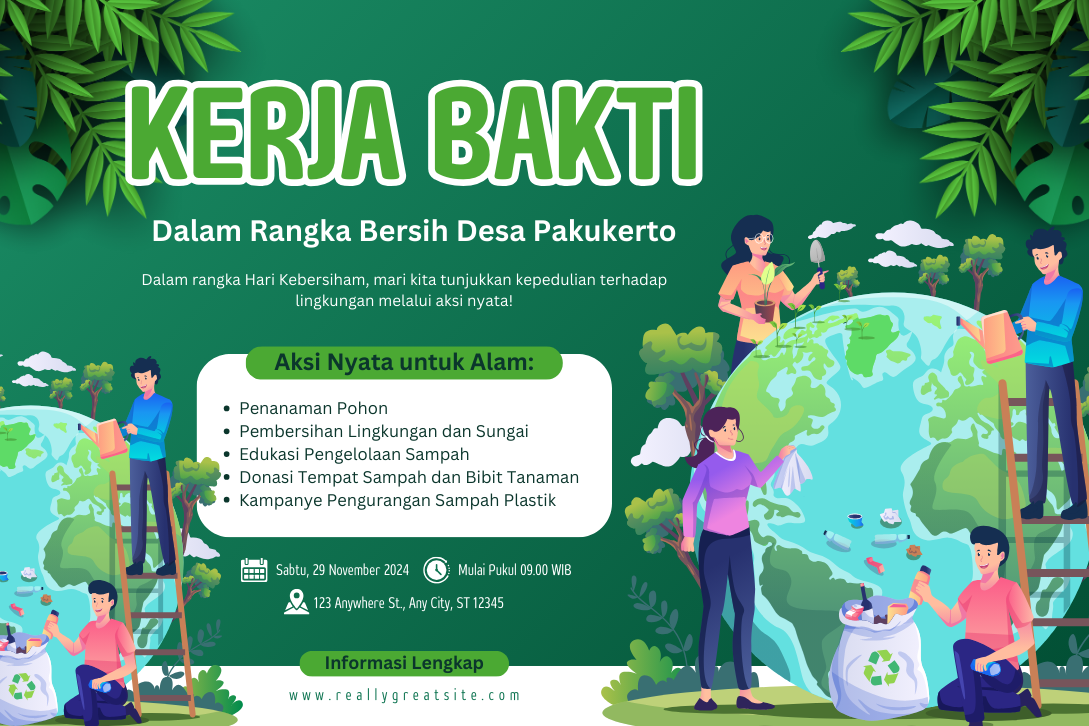 KERJA BAKTI
Dalam Rangka Bersih Desa Pakukerto
Dalam rangka Hari Kebersiham, mari kita tunjukkan kepedulian terhadap
lingkungan melalui aksi nyata!
Aksi Nyata untuk Alam:
• Penanaman Pohon
• Pembersihan Lingkungan dan Sungai
• Edukasi Pengelolaan Sampah
• Donasi Tempat Sampah dan Bibit Tanaman
• Kampanye Pengurangan Sampah Plastik
Sabtu, 29 November 2024 Mulai Pukul 09.00 WIB
123 Anywhere St., Any City, ST 12345
Informasi Lengkap
www.reallygreatsite.com